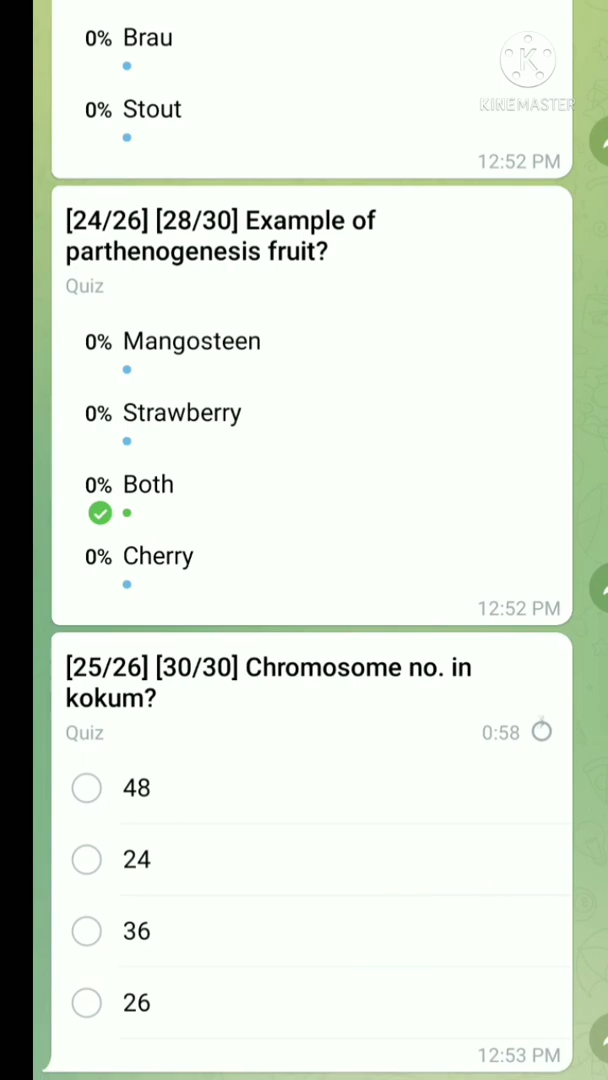 0% Brau
K
KINEMASTER
0% Stout
12:52 PM
[24/26] [28/30] Example of
parthenogenesis fruit?
Quiz
0% Mangosteen
0% Strawberry
0% Both
0% Cherry
12:52 PM
[25/26] [30/30] Chromosome no. in
kokum?
Quiz
0:58
48
24
36
26
12:53 PM